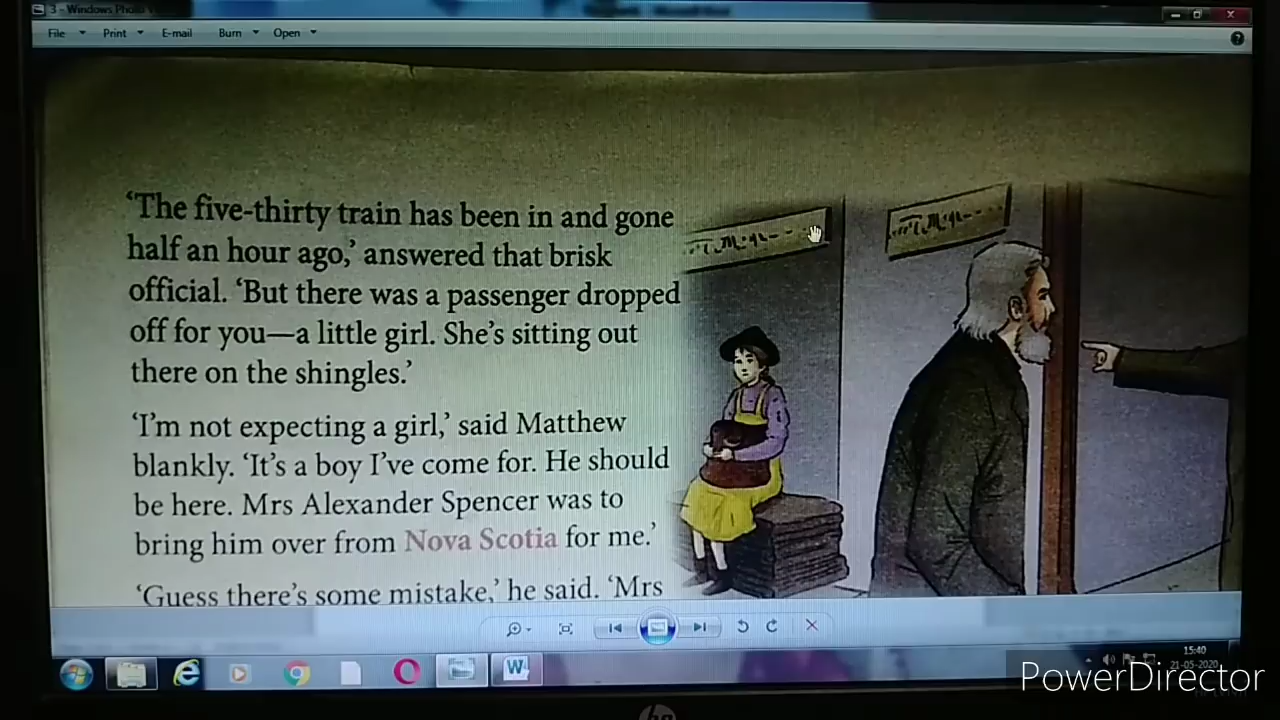 3 - Windows Photo
File Print E-mail Burn Open
‘The five-thirty train has been in and gone
half an hour ago,’ answered that brisk
official. ‘But there was a passenger dropped
off for you—a little girl. She’s sitting out
there on the shingles.’
‘I’m not expecting a girl,’ said Matthew
blankly. ‘It’s a boy I’ve come for. He should
be here. Mrs Alexander Spencer was to
bring him over from Nova Scotia for me.’
‘Guess there’s some mistake,’ he said. ‘Mrs
15:40
21-05-2020
PowerDirector
hp